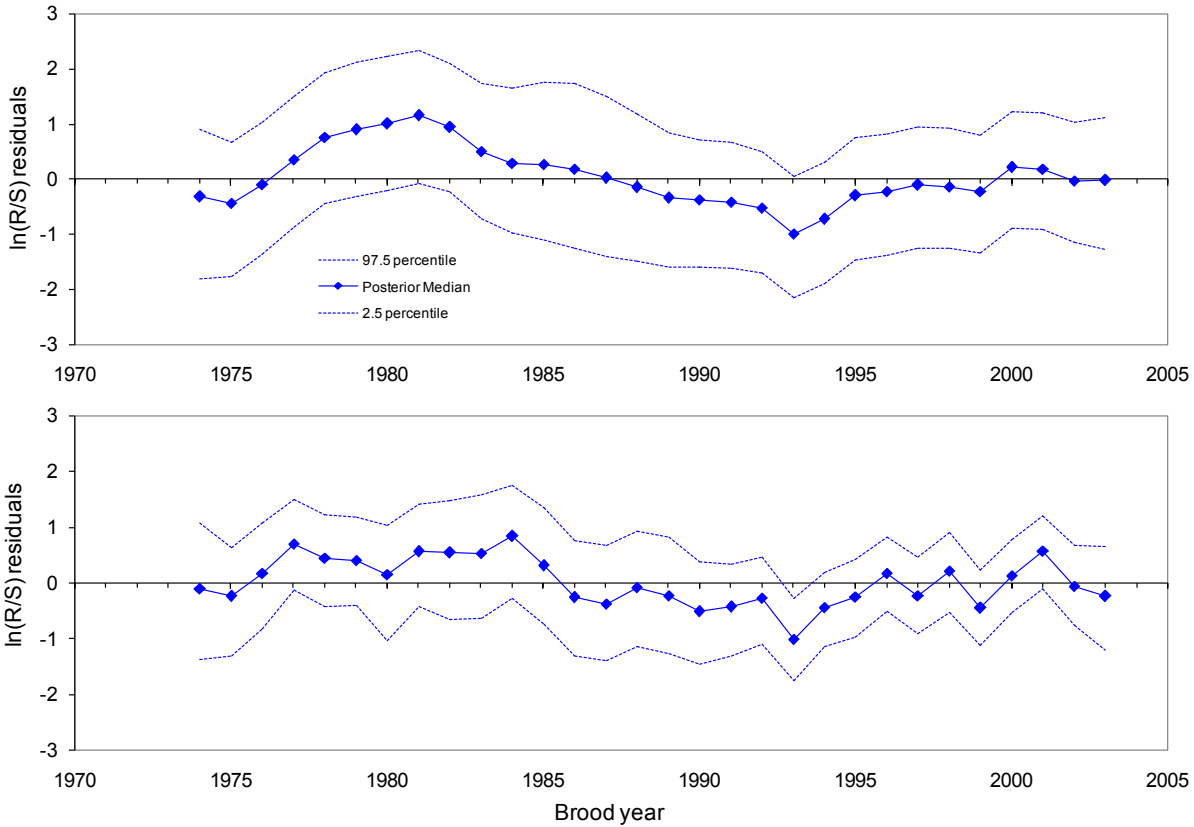 3
2
1
0
-1
-2
-3
ln(R/S) residuals
97.5 percentile
Posterior Median
2.5 percentile
1970 1975 1980 1985 1990 1995 2000 2005
3
2
1
0
-1
-2
-3
ln(R/S) residuals
1970 1975 1980 1985 1990 1995 2000 2005
Brood year